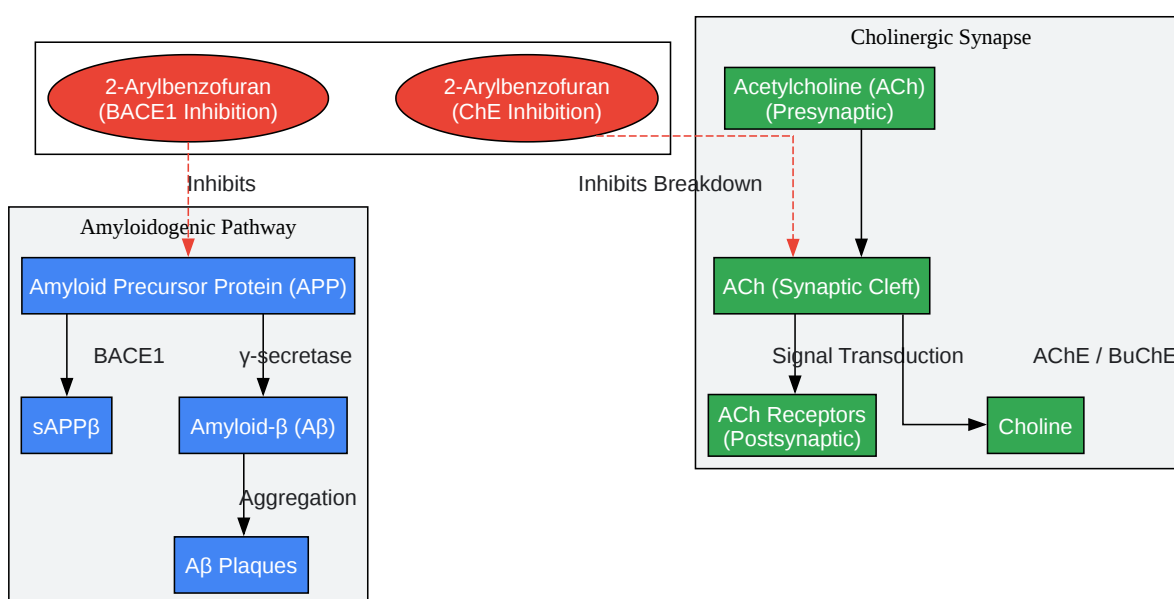 Cholinergic Synapse
2-Arylbenzofuran
(BACE1 Inhibition)
2-Arylbenzofuran
(ChE Inhibition)
Acetylcholine (ACh)
(Presynaptic)
Inhibits
Inhibits Breakdown
Amyloidogenic Pathway
Amyloid Precursor Protein (APP)
ACh (Synaptic Cleft)
BACE1
γ-secretase
Signal Transduction
AChE / BuChE
sAPPβ
Amyloid-β (Aβ)
ACh Receptors
(Postsynaptic)
Choline
Aggregation
Aβ Plaques